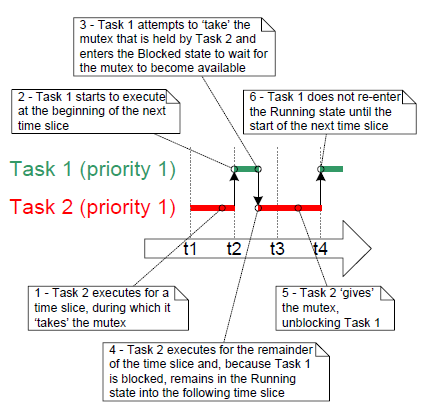 3 - Task 1 attempts to ‘take’ the
mutex that is held by Task 2 and
enters the Blocked state to wait for
the mutex to become available
2 - Task 1 starts to execute
at the beginning of the next
time slice
6 - Task 1 does not re-enter
the Running state until the
start of the next time slice
Task 1 (priority 1)
Task 2 (priority 1)
t1 t2 t3 t4
1 - Task 2 executes for a
time slice, during which it
‘takes’ the mutex
5 - Task 2 ‘gives’
the mutex,
unblocking Task 1
4 - Task 2 executes for the remainder
of the time slice and, because Task 1
is blocked, remains in the Running
state into the following time slice